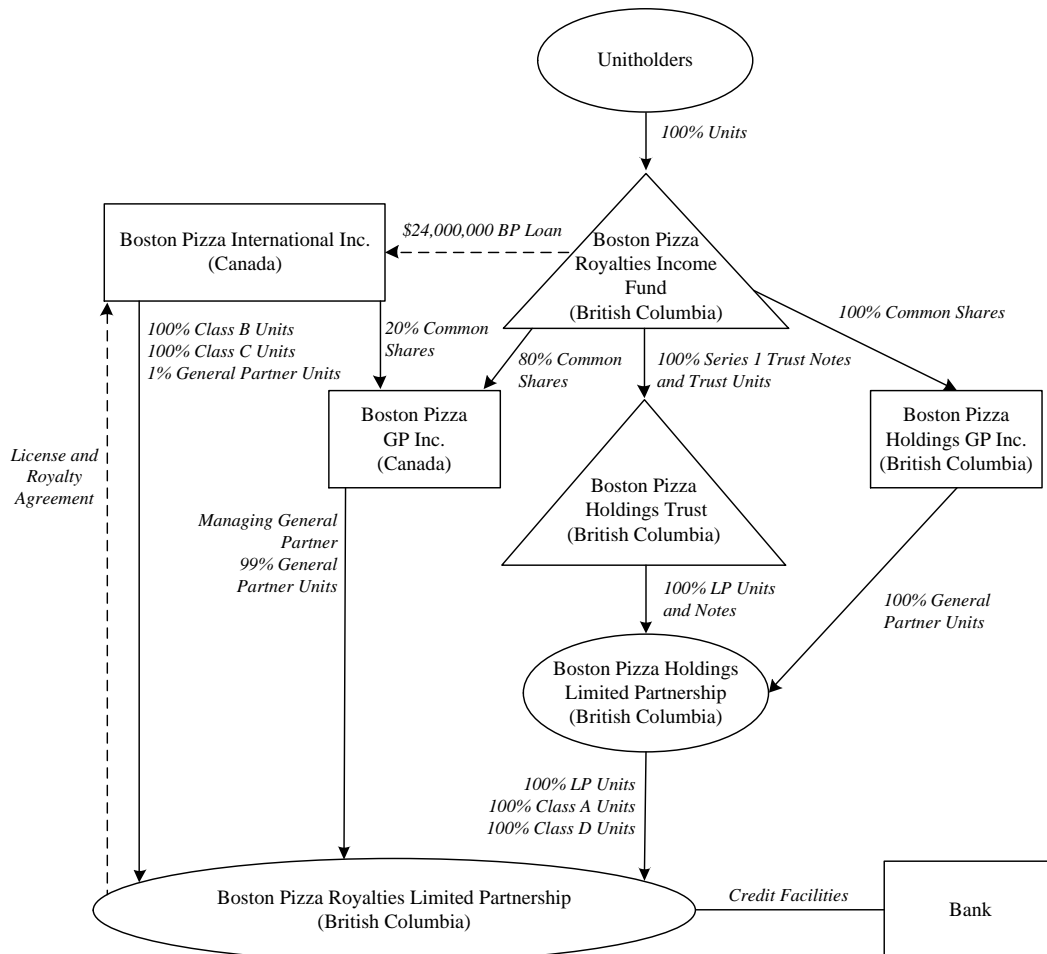 Unitholders
100% Units
$24,000,000 BP Loan
Boston Pizza International Inc.
(Canada)
Boston Pizza
Royalties Income
Fund
(British Columbia)
100% Common Shares
100% Class B Units
100% Class C Units
1% General Partner Units
20% Common
Shares
80% Common
Shares
100% Series 1 Trust Notes
and Trust Units
Boston Pizza
GP Inc.
(Canada)
Boston Pizza
Holdings GP Inc.
(British Columbia)
License and
Royalty
Agreement
Boston Pizza
Holdings Trust
(British Columbia)
Managing General
Partner
99% General
Partner Units
100% LP Units
and Notes
100% General
Partner Units
Boston Pizza Holdings
Limited Partnership
(British Columbia)
100% LP Units
100% Class A Units
100% Class D Units
Boston Pizza Royalties Limited Partnership
(British Columbia)
Credit Facilities
Bank